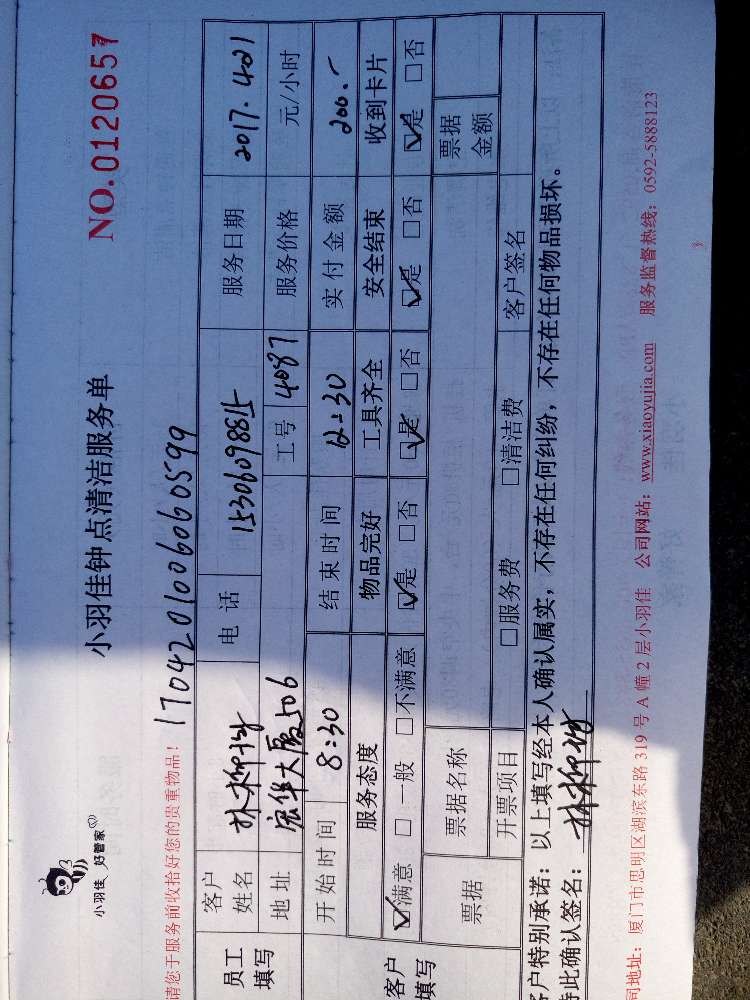 小羽佳 好管家
小羽佳钟点清洁服务单
NO.0120657
请您于服务前收拾好您的贵重物品!
1704201006060599
员工填写
客户姓名 林柳 电话 服务日期 2017.4.21
地址 宏华大厦506 工号 4087 服务价格 元/小时
开始时间 8:30 结束时间 12:30 实付金额 200.-
客户填写
服务态度 物品完好 工具齐全 安全结束 收到卡片
☑满意 □一般 □不满意 ☑是 □否 ☑是 □否 ☑是 □否 ☑是 □否
票据 票据名称 票据金额
开票项目 □服务费 □清洁费 客户签名
客户特别承诺:以上填写经本人确认属实,不存在任何纠纷,不存在任何物品损坏。
特此确认签名:林柳
司地址:厦门市思明区湖滨东路319号A幢2层小羽佳 公司网站:www.xiaoyujia.com 服务监督热线:0592-5888123